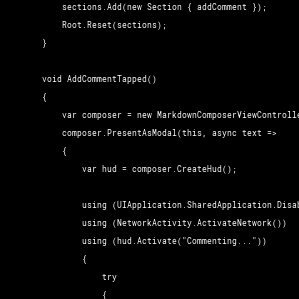 sections.Add(new Section { addComment });
Root.Reset(sections);
}
void AddCommentTapped()
{
var composer = new MarkdownComposerViewControlle
composer.PresentAsModal(this, async text =>
{
var hud = composer.CreateHud();
using (UIApplication.SharedApplication.Disab
using (NetworkActivity.ActivateNetwork())
using (hud.Activate("Commenting..."))
{
try
{